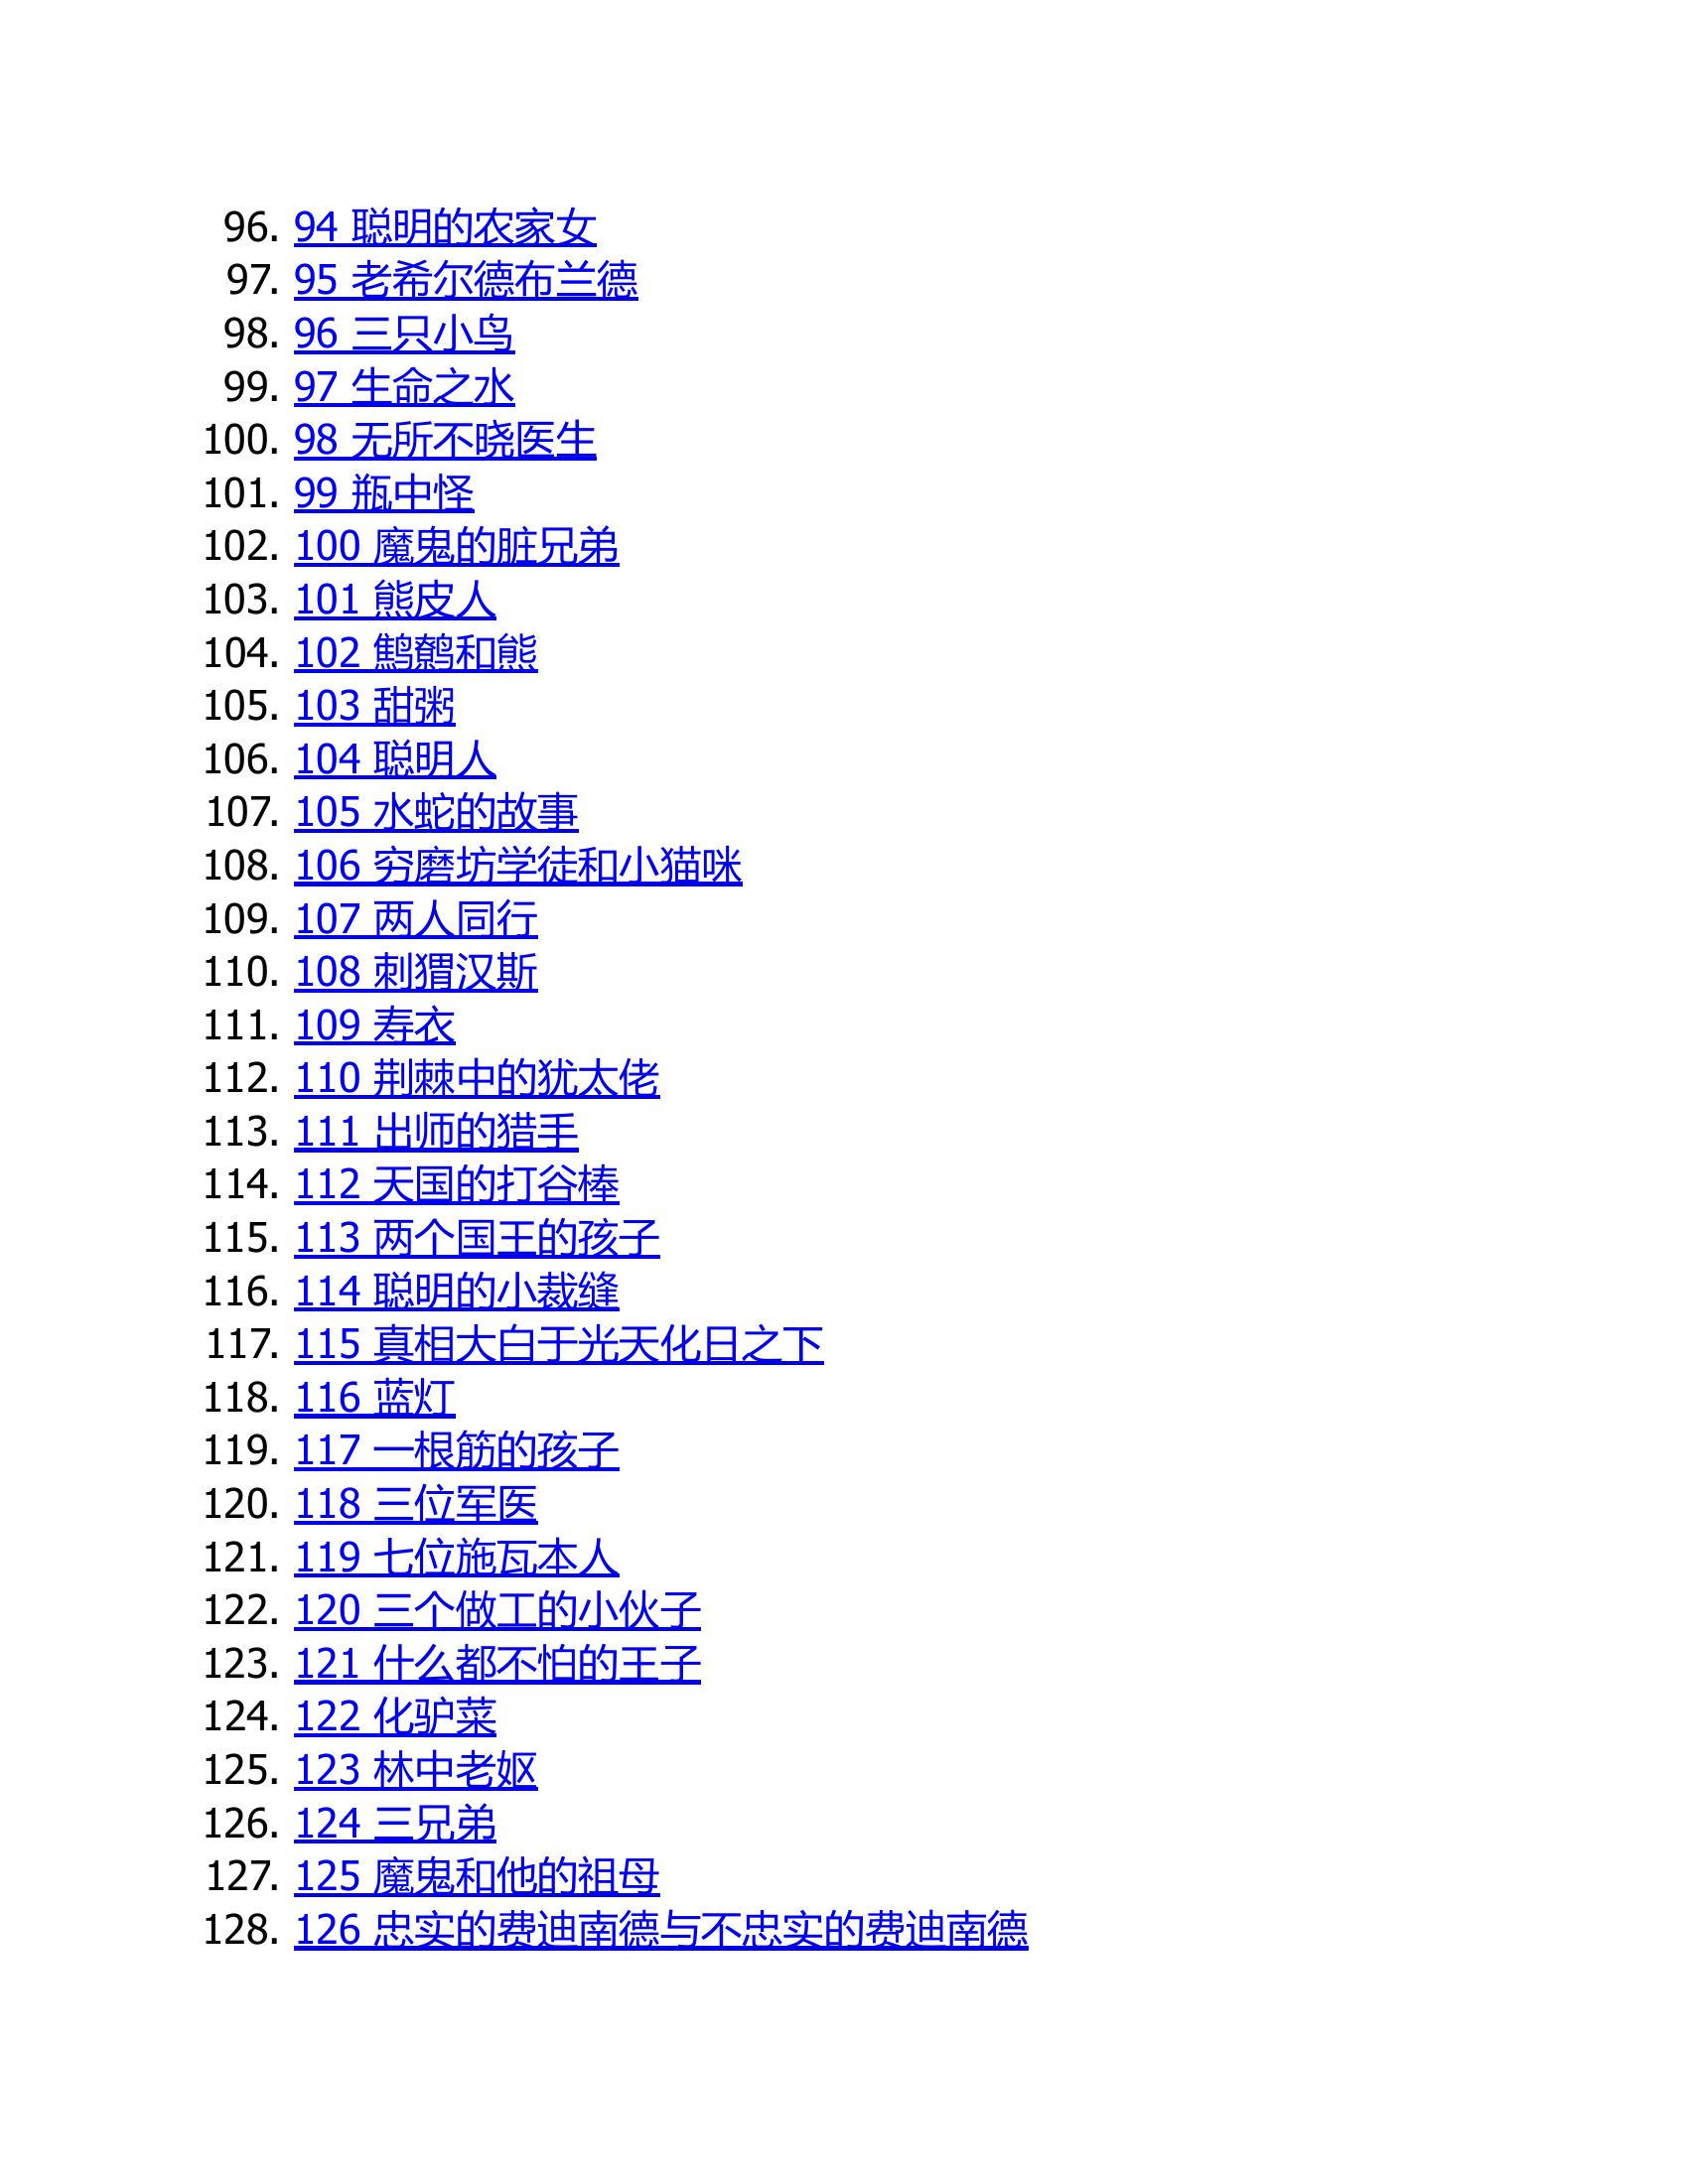 96. 94 聪明的农家女
97. 95 老希尔德布兰德
98. 96 三只小鸟
99. 97 生命之水
100. 98 无所不晓医生
101. 99 瓶中怪
102. 100 魔鬼的脏兄弟
103. 101 熊皮人
104. 102 鹪鹩和熊
105. 103 甜粥
106. 104 聪明人
107. 105 水蛇的故事
108. 106 穷磨坊学徒和小猫咪
109. 107 两人同行
110. 108 刺猬汉斯
111. 109 寿衣
112. 110 荆棘中的犹太佬
113. 111 出师的猎手
114. 112 天国的打谷棒
115. 113 两个国王的孩子
116. 114 聪明的小裁缝
117. 115 真相大白于光天化日之下
118. 116 蓝灯
119. 117 一根筋的孩子
120. 118 三位军医
121. 119 七位施瓦本人
122. 120 三个做工的小伙子
123. 121 什么都不怕的王子
124. 122 化驴菜
125. 123 林中老妪
126. 124 三兄弟
127. 125 魔鬼和他的祖母
128. 126 忠实的费迪南德与不忠实的费迪南德